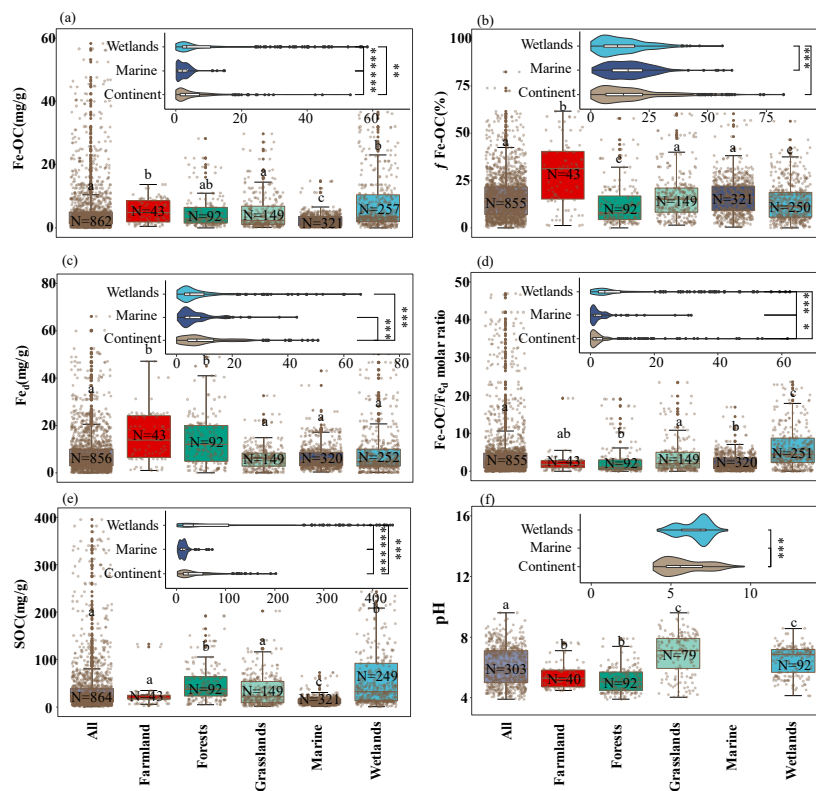 (a)
Fe-OC(mg/g)
60
40
20
0
Wetlands
Marine
Continent
0 20 40 60
*** ***
**
a b ab a c b
N=862 N=43 N=92 N=149 N=321 N=257
(b)
f Fe-OC(%)
100
75
50
25
0
Wetlands
Marine
Continent
0 25 50 75
***
a b c a a c
N=855 N=43 N=92 N=149 N=321 N=250
(c)
Fed(mg/g)
80
60
40
20
0
Wetlands
Marine
Continent
0 20 40 60 80
***
***
a b b a a a
N=856 N=43 N=92 N=149 N=320 N=252
(d)
Fe-OC/Fed molar ratio
50
40
30
20
10
0
Wetlands
Marine
Continent
0 20 40 60
*** *
a ab b a b c
N=855 N=43 N=92 N=149 N=320 N=251
(e)
SOC(mg/g)
400
300
200
100
0
Wetlands
Marine
Continent
0 100 200 300 400
*** ***
***
a a b a c b
N=864 N=43 N=92 N=149 N=321 N=249
All Farmland Forests Grasslands Marine Wetlands
(f)
pH
16
12
8
4
Wetlands
Marine
Continent
0 5 10
***
a b b c c
N=303 N=40 N=92 N=79 N=92
All Farmland Forests Grasslands Marine Wetlands